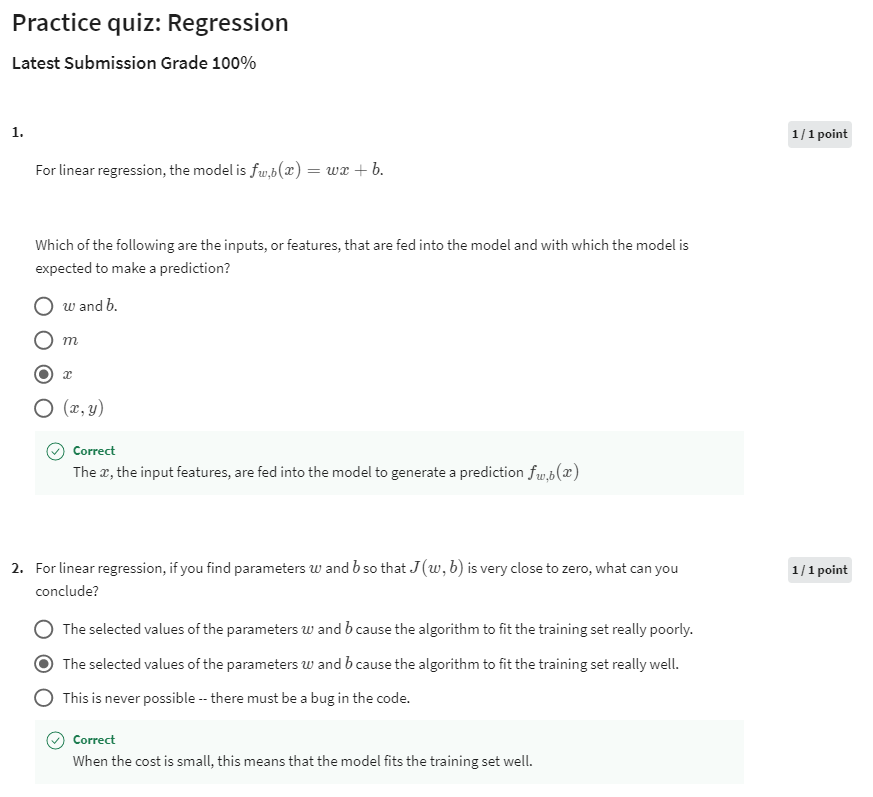 Practice quiz: Regression
Latest Submission Grade 100%
1.
1 / 1 point
For linear regression, the model is f_{w,b}(x) = wx + b.
Which of the following are the inputs, or features, that are fed into the model and with which the model is
expected to make a prediction?
w and b.
m
x
(x, y)
Correct
The x, the input features, are fed into the model to generate a prediction f_{w,b}(x)
2. For linear regression, if you find parameters w and b so that J(w, b) is very close to zero, what can you
conclude?
1 / 1 point
The selected values of the parameters w and b cause the algorithm to fit the training set really poorly.
The selected values of the parameters w and b cause the algorithm to fit the training set really well.
This is never possible -- there must be a bug in the code.
Correct
When the cost is small, this means that the model fits the training set well.